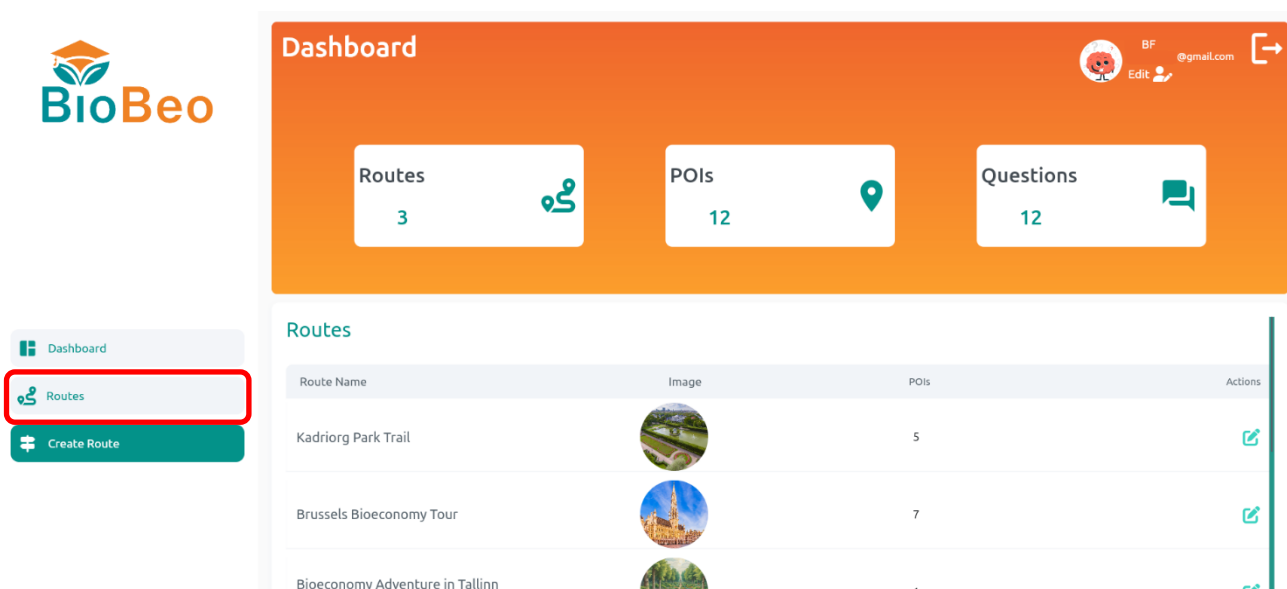 BioBeo
Dashboard
BF
@gmail.com
Edit
Routes
3
POIs
12
Questions
12
Dashboard
Routes
Create Route
Routes
Route Name Image POIs Actions
Kadriorg Park Trail 5
Brussels Bioeconomy Tour 7
Bioeconomy Adventure in Tallinn